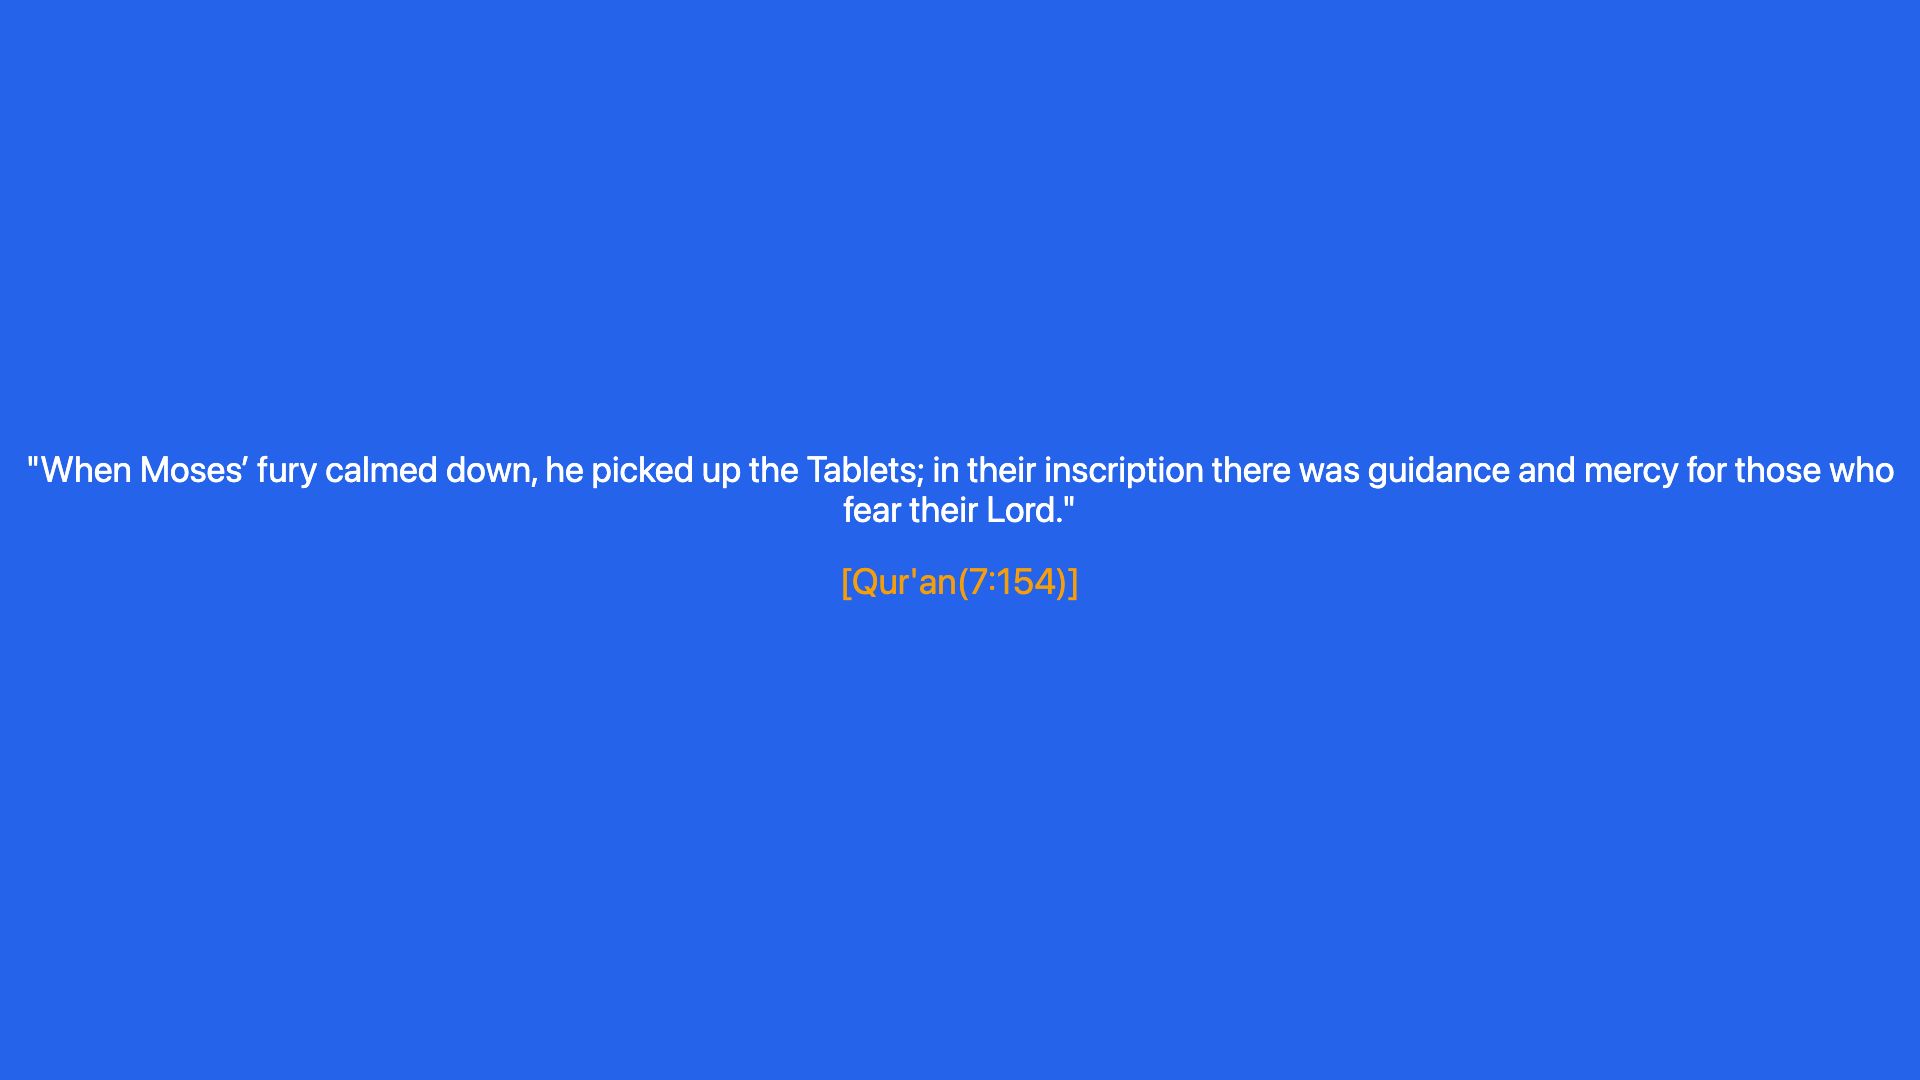 "When Moses’ fury calmed down, he picked up the Tablets; in their inscription there was guidance and mercy for those who
fear their Lord."
[Qur'an(7:154)]